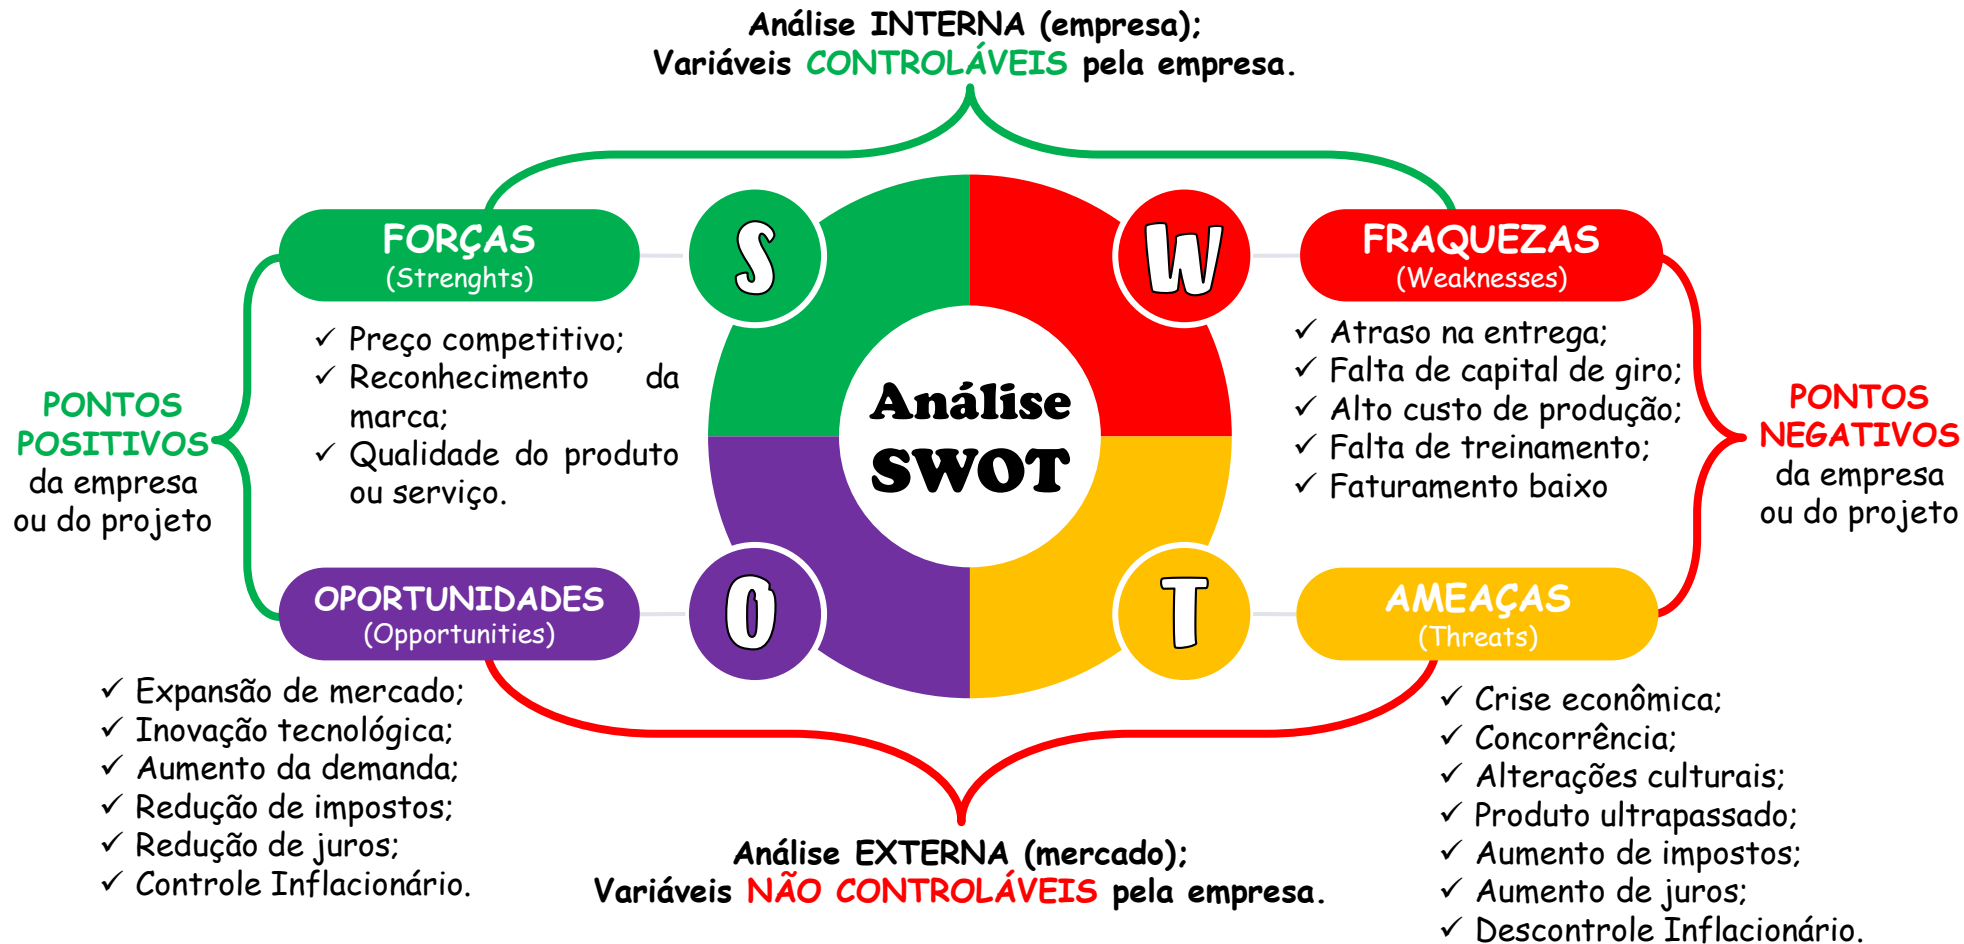 Análise INTERNA (empresa);
Variáveis CONTROLÁVEIS pela empresa.
FORÇAS
(Strenghts)
S
W
FRAQUEZAS
(Weaknesses)
✓ Preço competitivo;
✓ Reconhecimento da
marca;
✓ Qualidade do produto
ou serviço.
✓ Atraso na entrega;
✓ Falta de capital de giro;
✓ Alto custo de produção;
✓ Falta de treinamento;
✓ Faturamento baixo
PONTOS
POSITIVOS
da empresa
ou do projeto
Análise
SWOT
PONTOS
NEGATIVOS
da empresa
ou do projeto
OPORTUNIDADES
(Opportunities)
O
T
AMEAÇAS
(Threats)
✓ Expansão de mercado;
✓ Inovação tecnológica;
✓ Aumento da demanda;
✓ Redução de impostos;
✓ Redução de juros;
✓ Controle Inflacionário.
✓ Crise econômica;
✓ Concorrência;
✓ Alterações culturais;
✓ Produto ultrapassado;
✓ Aumento de impostos;
✓ Aumento de juros;
✓ Descontrole Inflacionário.
Análise EXTERNA (mercado);
Variáveis NÃO CONTROLÁVEIS pela empresa.